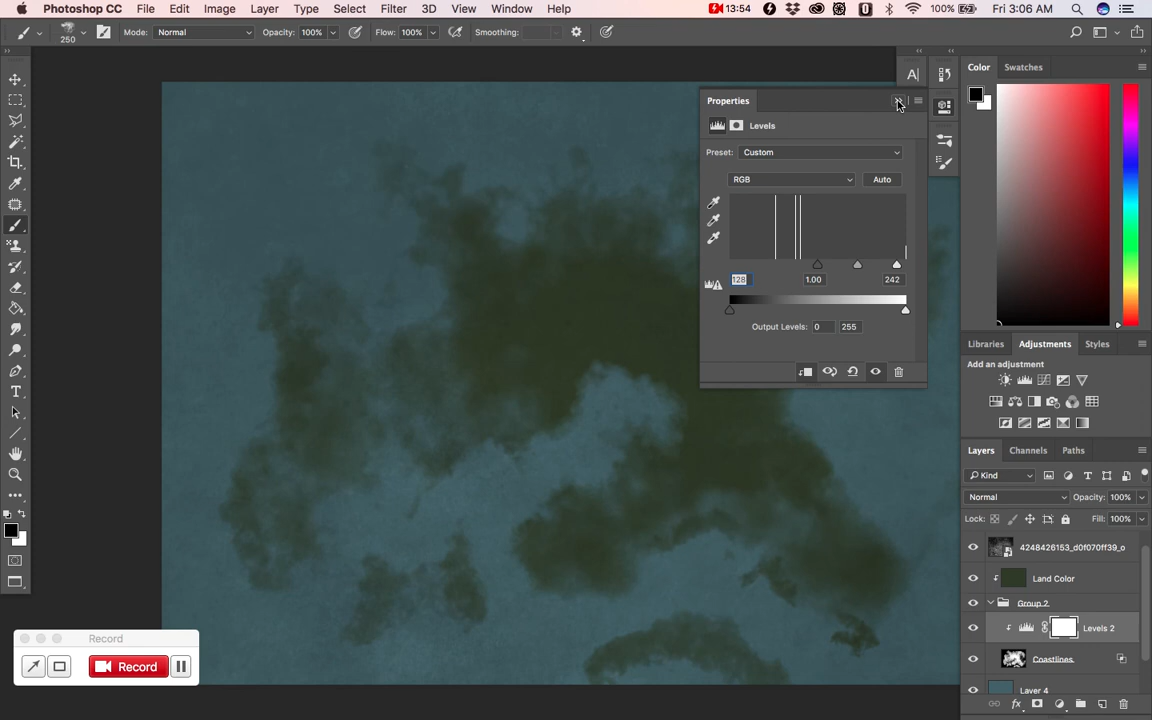 Photoshop CC File Edit Image Layer Type Select Filter 3D View Window Help 13:54 100% Fri 3:06 AM
250 Mode: Normal Opacity: 100% Flow: 100% Smoothing:
A|
Color Swatches
Properties
Levels
Preset: Custom
RGB Auto
128 1.00 242
Output Levels: 0 255
Libraries Adjustments Styles
Add an adjustment
Layers Channels Paths
Kind
Normal Opacity: 100%
Lock: Fill: 100%
4248426153_d0f070ff39_o
Land Color
Group 2
Levels 2
Coastlines
Layer 4
fx
T
Record
Record